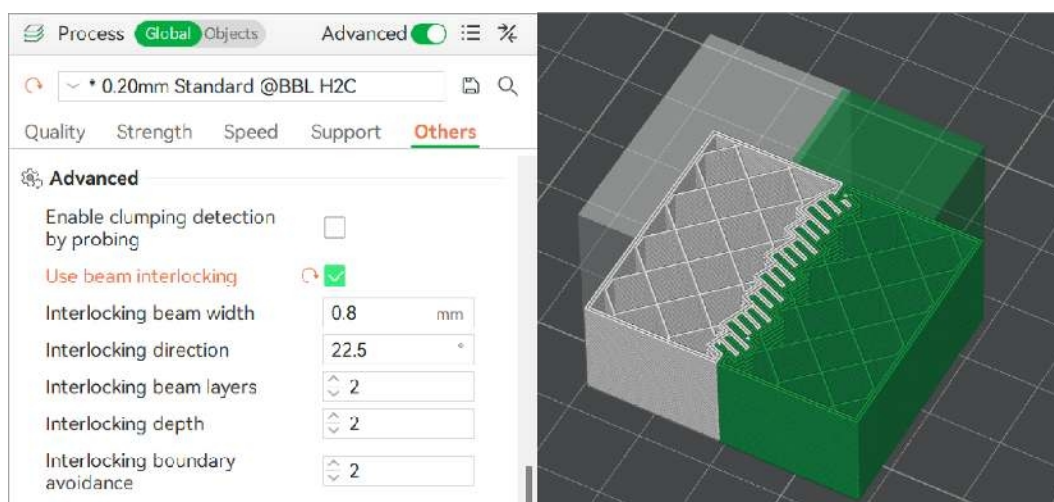 Process Global Objects Advanced
* 0.20mm Standard @BBL H2C
Quality Strength Speed Support Others
Advanced
Enable clumping detection
by probing
Use beam interlocking
Interlocking beam width 0.8 mm
Interlocking direction 22.5 °
Interlocking beam layers 2
Interlocking depth 2
Interlocking boundary
avoidance 2